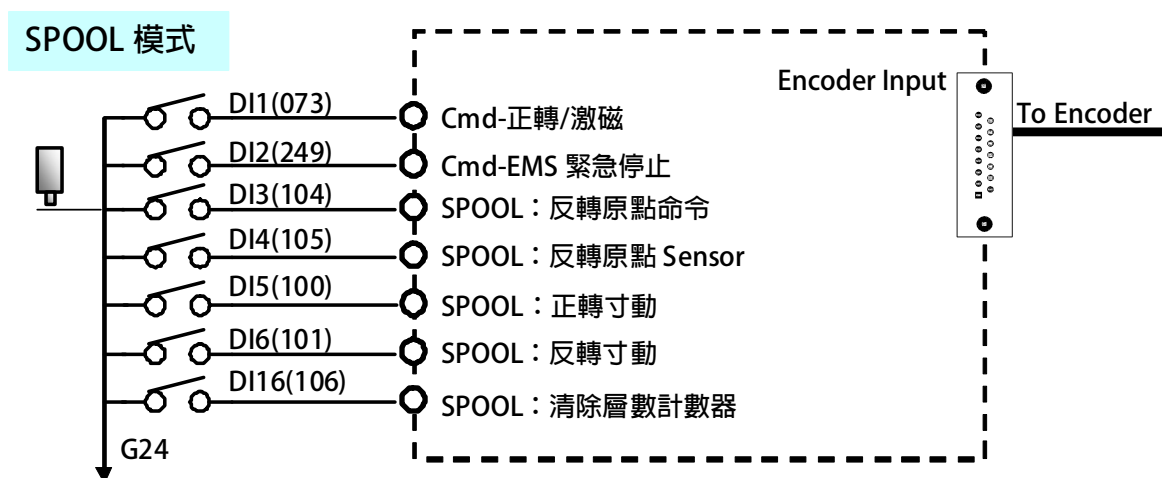 SPOOL 模式
Encoder Input
To Encoder
DI1(073) Cmd-正轉/激磁
DI2(249) Cmd-EMS 緊急停止
DI3(104) SPOOL：反轉原點命令
DI4(105) SPOOL：反轉原點 Sensor
DI5(100) SPOOL：正轉寸動
DI6(101) SPOOL：反轉寸動
DI16(106) SPOOL：清除層數計數器
G24